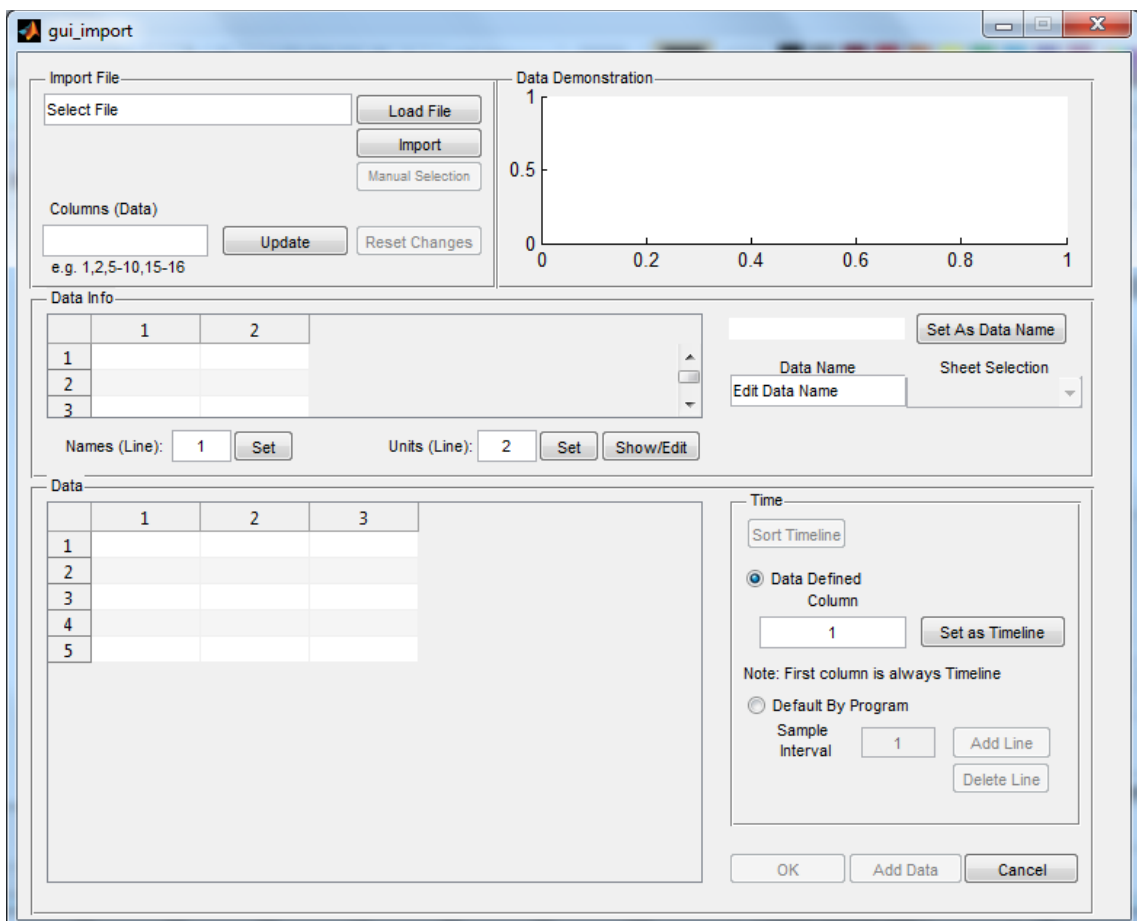 gui_import
Import File
Select File
Load File
Import
Manual Selection
Columns (Data)
Update
Reset Changes
e.g. 1,2,5-10,15-16
Data Demonstration
1
0.5
0
0 0.2 0.4 0.6 0.8 1
Data Info
1 2
1
2
3
Set As Data Name
Data Name
Sheet Selection
Edit Data Name
Names (Line): 1 Set Units (Line): 2 Set Show/Edit
Data
1 2 3
1
2
3
4
5
Time
Sort Timeline
Data Defined
Column
1 Set as Timeline
Note: First column is always Timeline
Default By Program
Sample
Interval
1
Add Line
Delete Line
OK Add Data Cancel